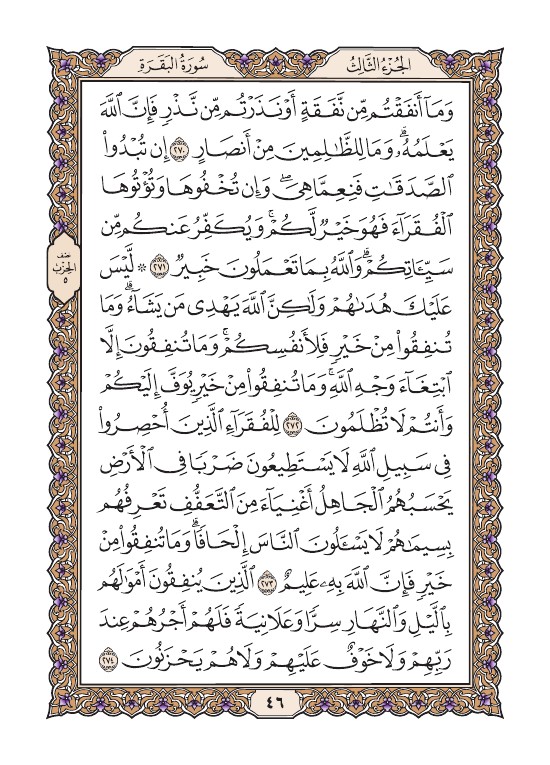 الجُزْءُ الثَّالِثُ
سُورَةُ البَقَرَةِ
وَمَآ أَنفَقْتُم مِّن نَّفَقَةٍ أَوْ نَذَرْتُم مِّن نَّذْرٍ فَإِنَّ ٱللَّهَ
يَعْلَمُهُۥۗ وَمَا لِلظَّٰلِمِينَ مِنْ أَنصَارٍ ٢٧٠ إِن تُبْدُوا۟
ٱلصَّدَقَٰتِ فَنِعِمَّا هِىَۖ وَإِن تُخْفُوهَا وَتُؤْتُوهَا
ٱلْفُقَرَآءَ فَهُوَ خَيْرٌ لَّكُمْۚ وَيُكَفِّرُ عَنكُم مِّن
سَيِّـَٔاتِكُمْۗ وَٱللَّهُ بِمَا تَعْمَلُونَ خَبِيرٌ ٢٧١ ۞ لَّيْسَ
عَلَيْكَ هُدَىٰهُمْ وَلَٰكِنَّ ٱللَّهَ يَهْدِى مَن يَشَآءُۗ وَمَا
تُنفِقُوا۟ مِنْ خَيْرٍ فَلِأَنفُسِكُمْۚ وَمَا تُنفِقُونَ إِلَّا
ٱبْتِغَآءَ وَجْهِ ٱللَّهِۚ وَمَا تُنفِقُوا۟ مِنْ خَيْرٍ يُوَفَّ إِلَيْكُمْ
وَأَنتُمْ لَا تُظْلَمُونَ ٢٧٢ لِلْفُقَرَآءِ ٱلَّذِينَ أُحْصِرُوا۟
فِى سَبِيلِ ٱللَّهِ لَا يَسْتَطِيعُونَ ضَرْبًا فِى ٱلْأَرْضِ
يَحْسَبُهُمُ ٱلْجَاهِلُ أَغْنِيَآءَ مِنَ ٱلتَّعَفُّفِ تَعْرِفُهُم
بِسِيمَٰهُمْ لَا يَسْـَٔلُونَ ٱلنَّاسَ إِلْحَافًاۗ وَمَا تُنفِقُوا۟ مِنْ
خَيْرٍ فَإِنَّ ٱللَّهَ بِهِۦ عَلِيمٌ ٢٧٣ ٱلَّذِينَ يُنفِقُونَ أَمْوَٰلَهُم
بِٱلَّيْلِ وَٱلنَّهَارِ سِرًّا وَعَلَانِيَةً فَلَهُمْ أَجْرُهُمْ عِندَ
رَبِّهِمْ وَلَا خَوْفٌ عَلَيْهِمْ وَلَا هُمْ يَحْزَنُونَ ٢٧٤
نصف
الحزب
٥
٤٦